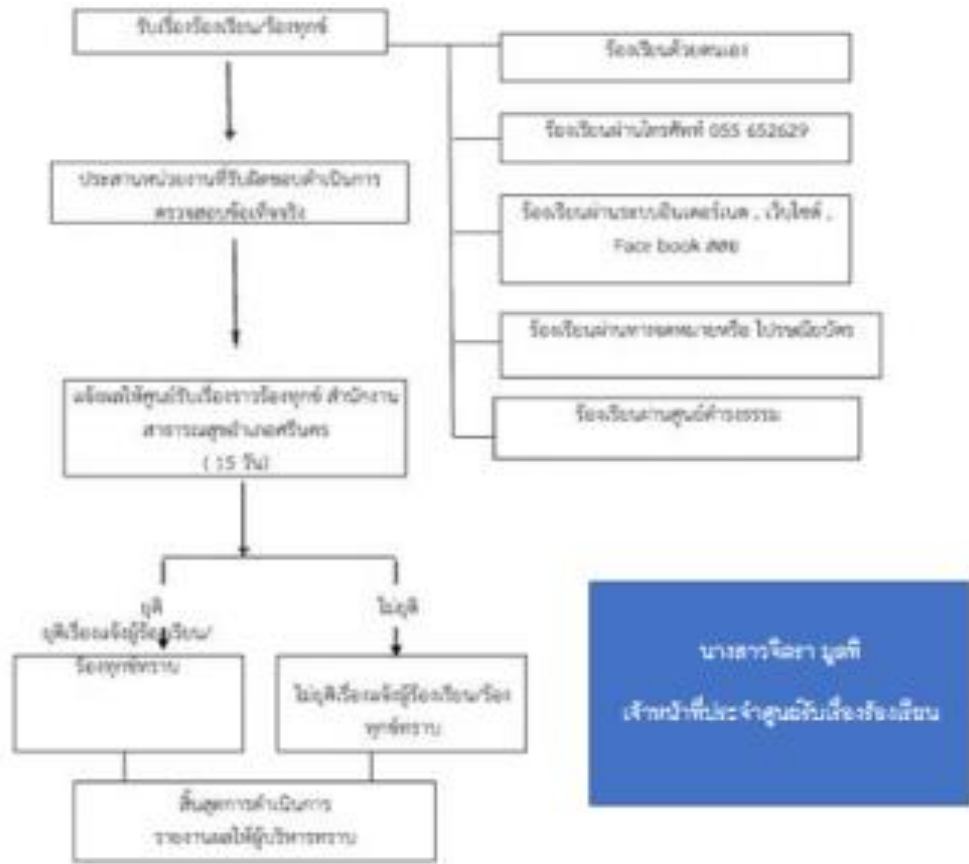 รับเรื่องร้องเรียน/ร้องทุกข์
ร้องเรียนด้วยตนเอง
ร้องเรียนผ่านโทรศัพท์ 055 652629
ประสานหน่วยงานที่รับผิดชอบดำเนินการ
ตรวจสอบข้อเท็จจริง
ร้องเรียนผ่านระบบอินเตอร์เนต , เว็บไซต์ ,
Face book สสอ
ร้องเรียนผ่านทางจดหมายหรือ ไปรษณียบัตร
แจ้งผลให้ศูนย์รับเรื่องราวร้องทุกข์ สำนักงาน
สาธารณสุขอำเภอศรีนคร
( 15 วัน)
ร้องเรียนผ่านศูนย์ดำรงธรรม
ยุติ
ไม่ยุติ
ยุติเรื่องแจ้งผู้ร้องเรียน/
ร้องทุกข์ทราบ
ไม่ยุติเรื่องแจ้งผู้ร้องเรียน/ร้อง
ทุกข์ทราบ
นางสาว
เจ้าหน้าที่ประจำศูนย์รับเรื่องร้องเรียน
สิ้นสุดการดำเนินการ
รายงานผลให้ผู้บริหารทราบ